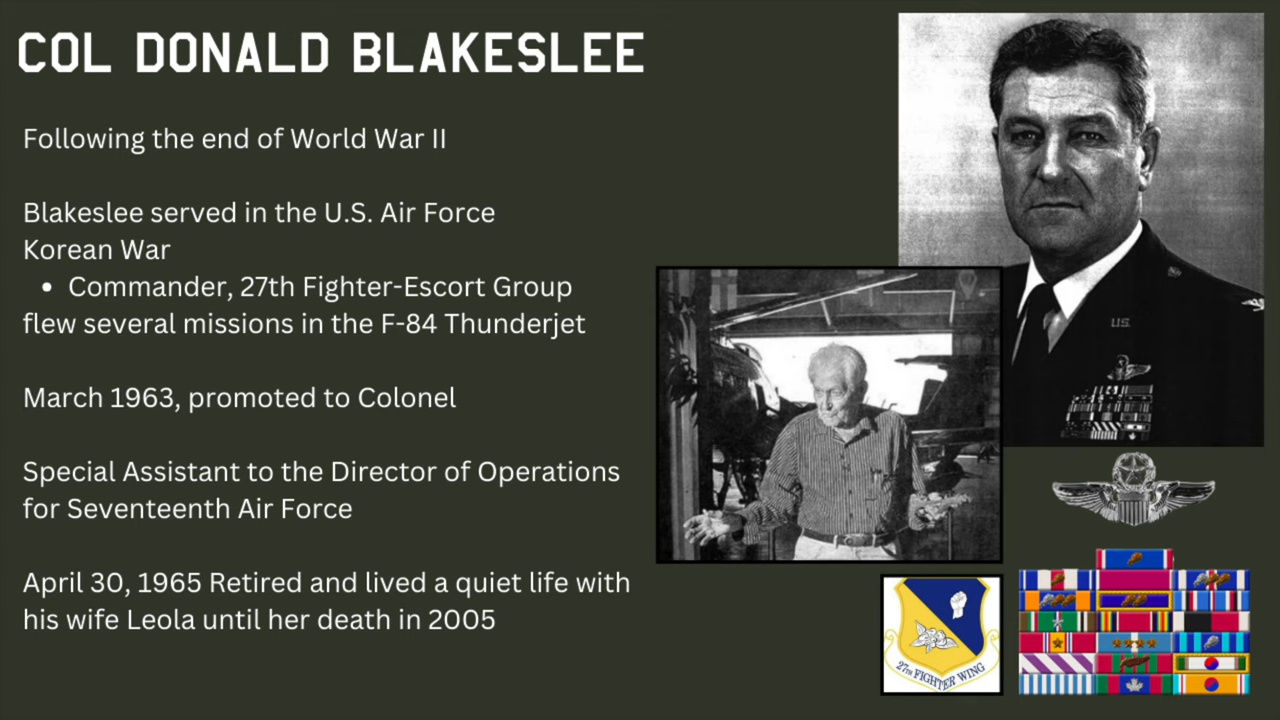 COL DONALD BLAKESLEE
Following the end of World War II
Blakeslee served in the U.S. Air Force
Korean War
• Commander, 27th Fighter-Escort Group
flew several missions in the F-84 Thunderjet
March 1963, promoted to Colonel
Special Assistant to the Director of Operations
for Seventeenth Air Force
April 30, 1965 Retired and lived a quiet life with
his wife Leola until her death in 2005
U.S.
27TH FIGHTER WING